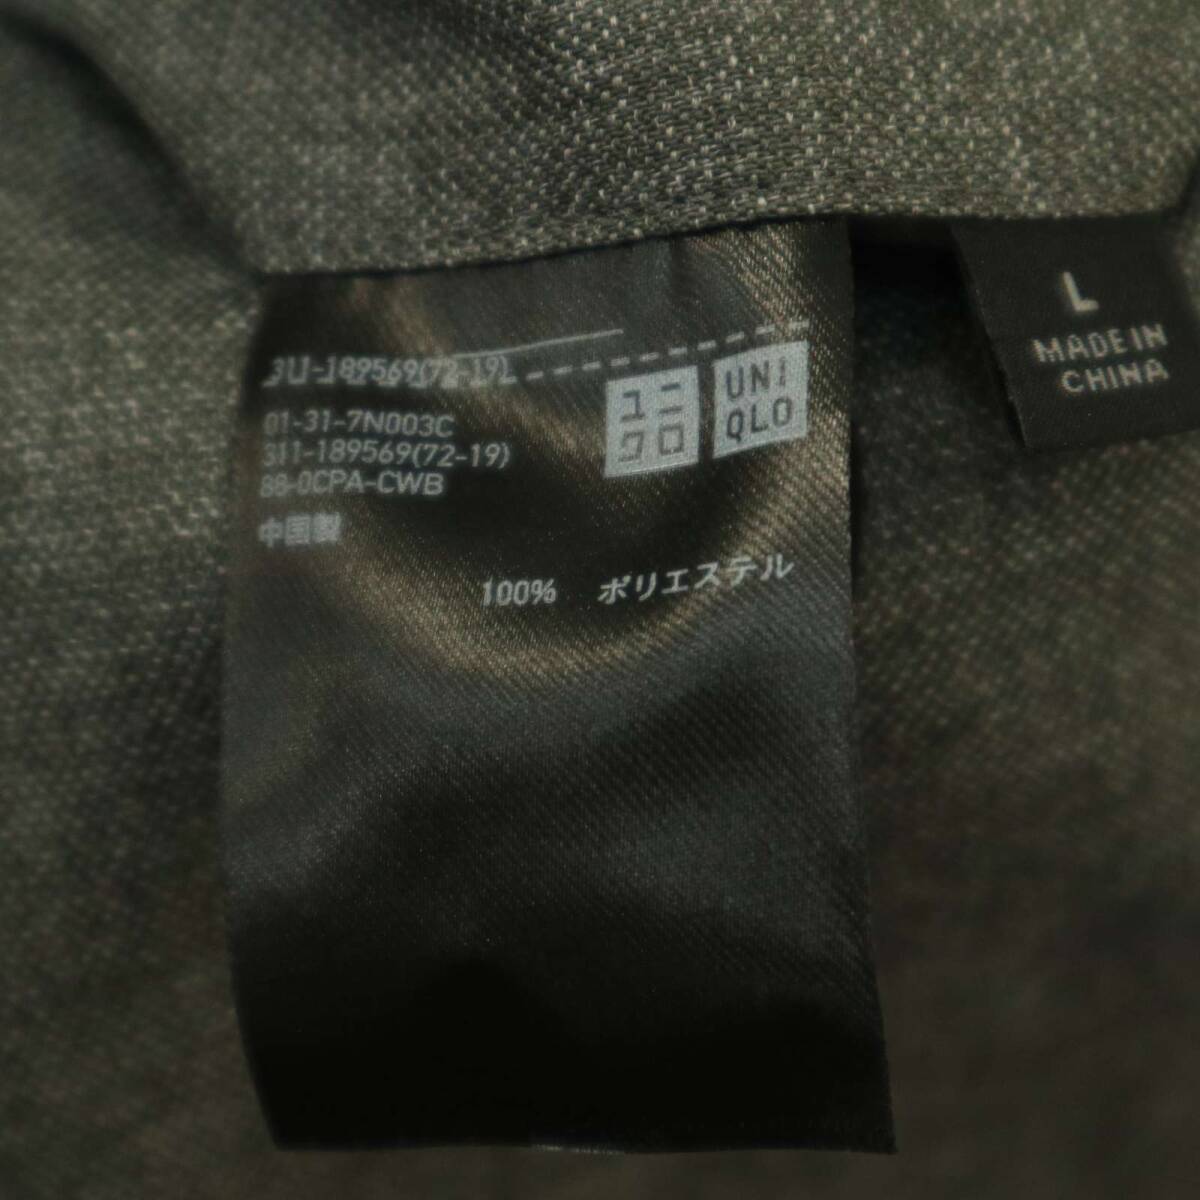 311-189569(72-19)
01-31-7N003C
311-189569(72-19)
88-0CPA-CWB
中国製
ユニ
クロ
UNI
QLO
100% ポリエステル
L
MADE IN
CHINA